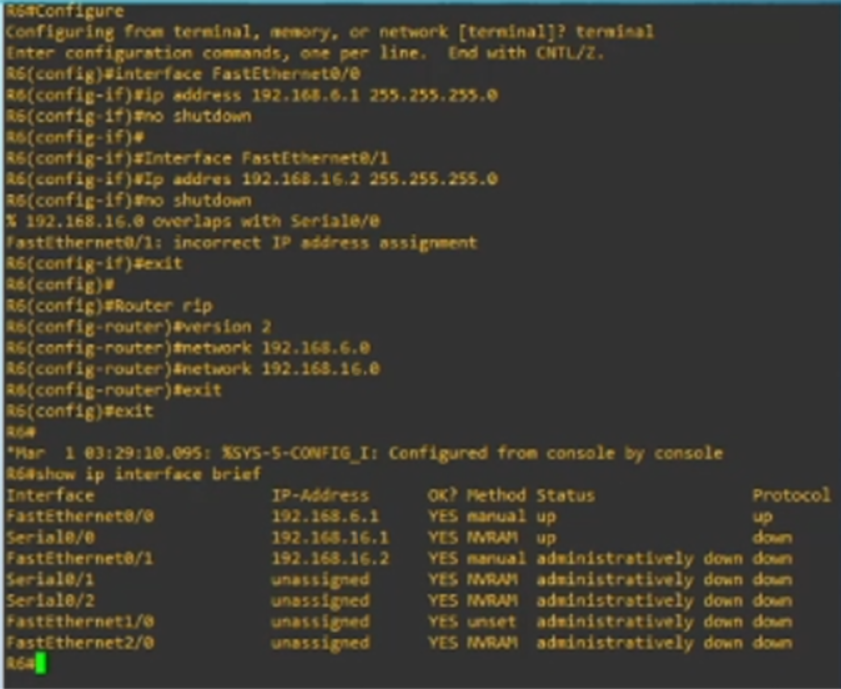 R6#Configure
Configuring from terminal, memory, or network [terminal]? terminal
Enter configuration commands, one per line.  End with CNTL/Z.
R6(config)#interface FastEthernet0/0
R6(config-if)#ip address 192.168.6.1 255.255.255.0
R6(config-if)#no shutdown
R6(config-if)#
R6(config-if)#Interface FastEthernet0/1
R6(config-if)#Ip addres 192.168.16.2 255.255.255.0
R6(config-if)#no shutdown
% 192.168.16.0 overlaps with Serial0/0
FastEthernet0/1: incorrect IP address assignment
R6(config-if)#exit
R6(config)#
R6(config)#Router rip
R6(config-router)#version 2
R6(config-router)#network 192.168.6.0
R6(config-router)#network 192.168.16.0
R6(config-router)#exit
R6(config)#exit
R6#
*Mar  1 03:29:10.095: %SYS-5-CONFIG_I: Configured from console by console
R6#show ip interface brief
Interface                  IP-Address      OK? Method Status                Protocol
FastEthernet0/0            192.168.6.1     YES manual up                    up
Serial0/0                  192.168.16.1    YES NVRAM  up                    down
FastEthernet0/1            192.168.16.2    YES manual administratively down down
Serial0/1                  unassigned      YES NVRAM  administratively down down
Serial0/2                  unassigned      YES NVRAM  administratively down down
FastEthernet1/0            unassigned      YES unset  administratively down down
FastEthernet2/0            unassigned      YES NVRAM  administratively down down
R6#